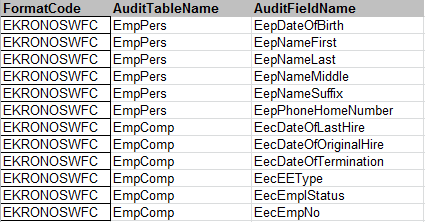 FormatCode AuditTableName AuditFieldName
EKRONOSWFC EmpPers EepDateOfBirth
EKRONOSWFC EmpPers EepNameFirst
EKRONOSWFC EmpPers EepNameLast
EKRONOSWFC EmpPers EepNameMiddle
EKRONOSWFC EmpPers EepNameSuffix
EKRONOSWFC EmpPers EepPhoneHomeNumber
EKRONOSWFC EmpComp EecDateOfLastHire
EKRONOSWFC EmpComp EecDateOfOriginalHire
EKRONOSWFC EmpComp EecDateOfTermination
EKRONOSWFC EmpComp EecEEType
EKRONOSWFC EmpComp EecEmplStatus
EKRONOSWFC EmpComp EecEmpNo